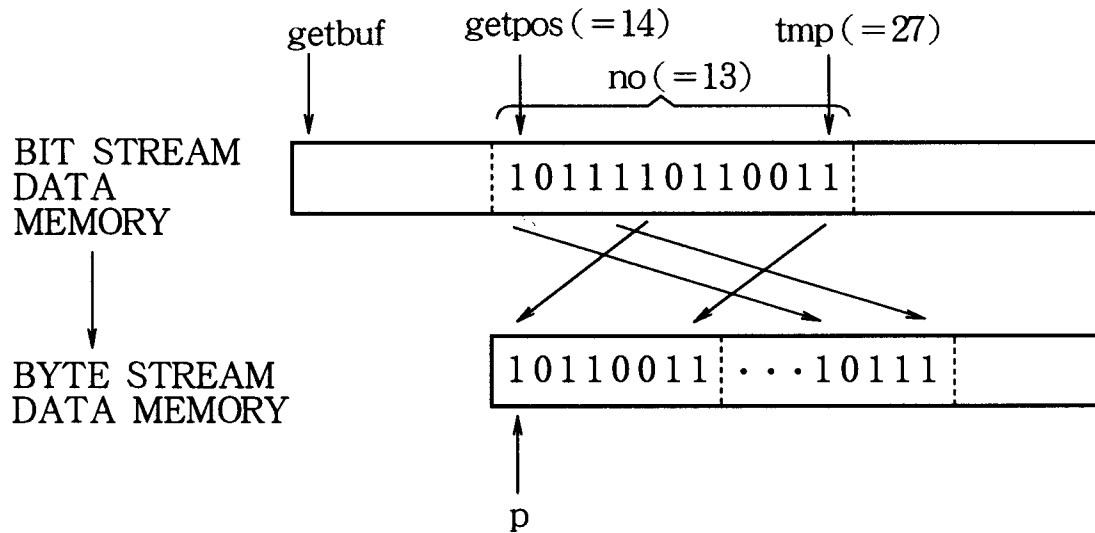 getbuf
getpos(=14)
tmp(=27)
no(=13)
BIT STREAM
DATA
MEMORY
1011110110011
BYTE STREAM
DATA MEMORY
10110011 ···10111
p